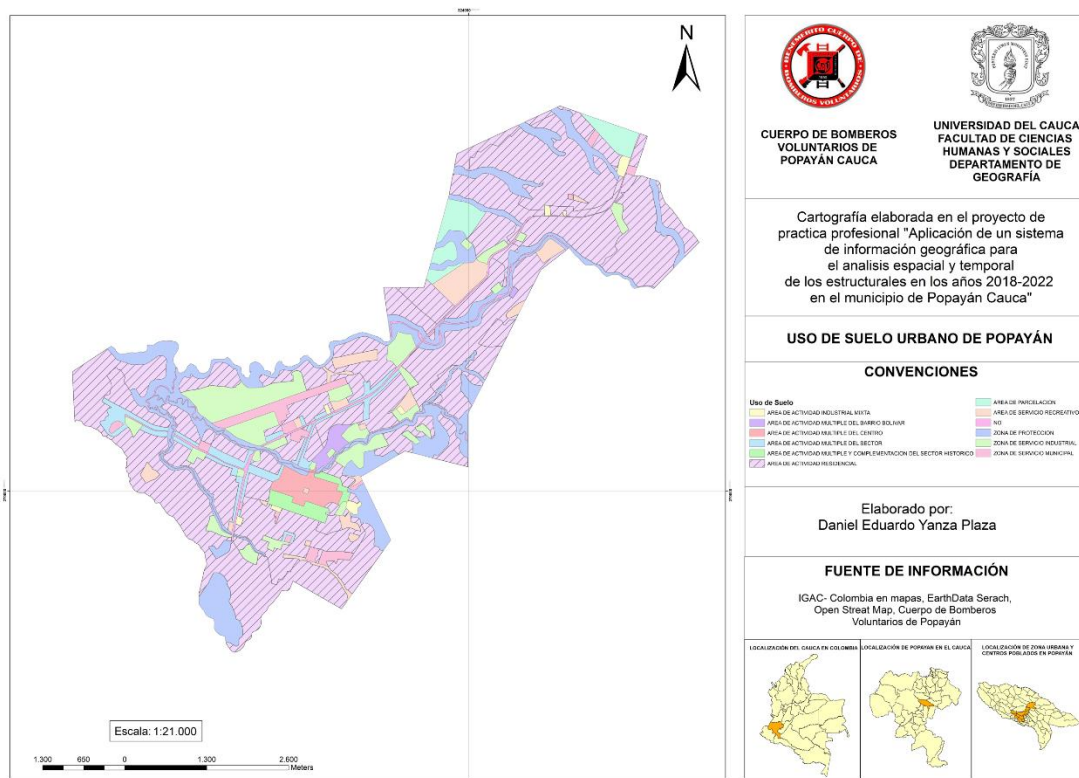 N
BENEMERITO CUERPO DE
BOMBEROS VOLUNTARIOS
CUERPO DE BOMBEROS
VOLUNTARIOS DE
POPAYÁN CAUCA
UNIVERSIDAD DEL CAUCA
FACULTAD DE CIENCIAS
HUMANAS Y SOCIALES
DEPARTAMENTO DE
GEOGRAFÍA
Cartografía elaborada en el proyecto de
practica profesional "Aplicación de un sistema
de información geográfica para
el analisis espacial y temporal
de los estructurales en los años 2018-2022
en el municipio de Popayán Cauca"
USO DE SUELO URBANO DE POPAYÁN
CONVENCIONES
Uso de Suelo
AREA DE ACTIVIDAD INDUSTRIAL MIXTA
AREA DE ACTIVIDAD MULTIPLE DEL BARRIO BOLIVAR
AREA DE ACTIVIDAD MULTIPLE DEL CENTRO
AREA DE ACTIVIDAD MULTIPLE DEL SECTOR
AREA DE ACTIVIDAD MULTIPLE Y COMPLEMENTACION DEL SECTOR HISTORICO
AREA DE ACTIVIDAD RESIDENCIAL
AREA DE PARCELACION
AREA DE SERVICIO RECREATIVO
NO
ZONA DE PROTECCION
ZONA DE SERVICIO INDUSTRIAL
ZONA DE SERVICIO MUNICIPAL
Elaborado por:
Daniel Eduardo Yanza Plaza
FUENTE DE INFORMACIÓN
IGAC- Colombia en mapas, EarthData Serach,
Open Streat Map, Cuerpo de Bomberos
Voluntarios de Popayán
LOCALIZACIÓN DEL CAUCA EN COLOMBIA
LOCALIZACIÓN DE POPAYAN EN EL CAUCA
LOCALIZACIÓN DE ZONA URBANA Y
CENTROS POBLADOS EN POPAYÁN
Escala: 1:21.000
1.300 650 0 1.300 2.600
Meters